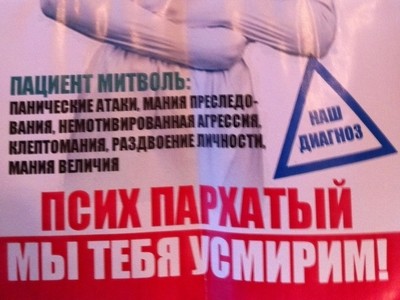 ПАЦИЕНТ МИТВОЛЬ:
ПАНИЧЕСКИЕ АТАКИ, МАНИЯ ПРЕСЛЕДО-
ВАНИЯ, НЕМОТИВИРОВАННАЯ АГРЕССИЯ,
КЛЕПТОМАНИЯ, РАЗДВОЕНИЕ ЛИЧНОСТИ,
МАНИЯ ВЕЛИЧИЯ
НАШ
ДИАГНОЗ
ПСИХ ПАРХАТЫЙ
МЫ ТЕБЯ УСМИРИМ!